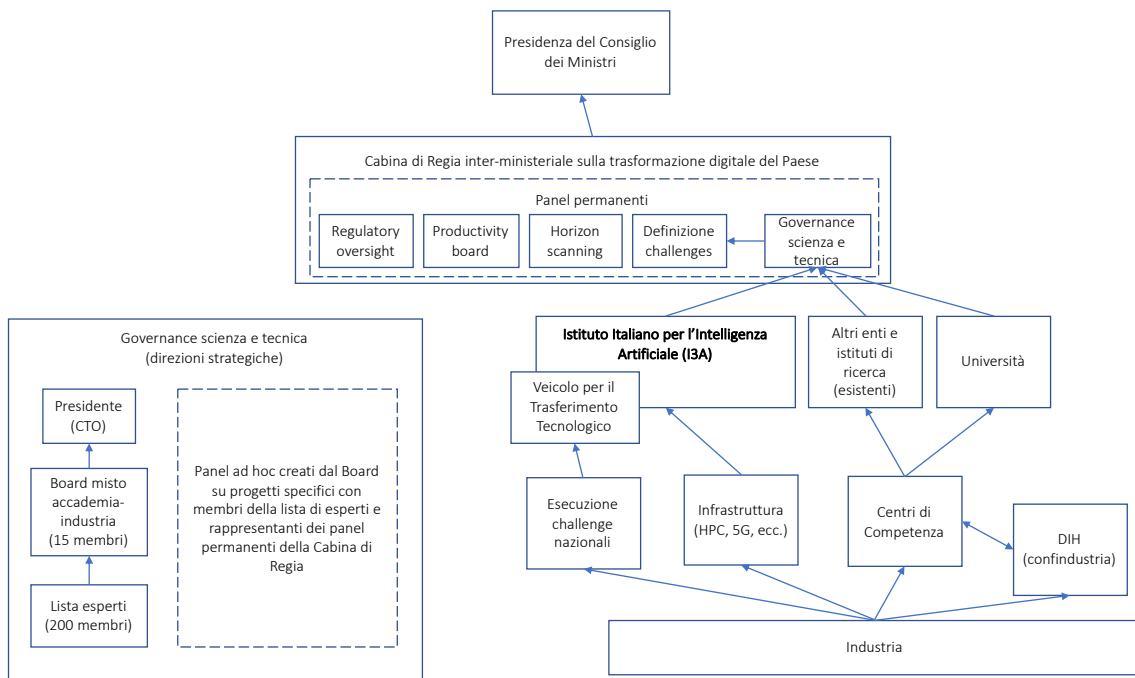 Presidenza del Consiglio
dei Ministri
Cabina di Regia inter-ministeriale sulla trasformazione digitale del Paese
Panel permanenti
Regulatory
oversight
Productivity
board
Horizon
scanning
Definizione
challenges
Governance
scienza e
tecnica
Governance scienza e tecnica
(direzioni strategiche)
Presidente
(CTO)
Board misto
accademia-
industria
(15 membri)
Lista esperti
(200 membri)
Panel ad hoc creati dal Board
su progetti specifici con
membri della lista di esperti e
rappresentanti dei panel
permanenti della Cabina di
Regia
Istituto Italiano per l’Intelligenza
Artificiale (I3A)
Veicolo per il
Trasferimento
Tecnologico
Altri enti e
istituti di
ricerca
(esistenti)
Università
Esecuzione
challenge
nazionali
Infrastruttura
(HPC, 5G, ecc.)
Centri di
Competenza
DIH
(confindustria)
Industria